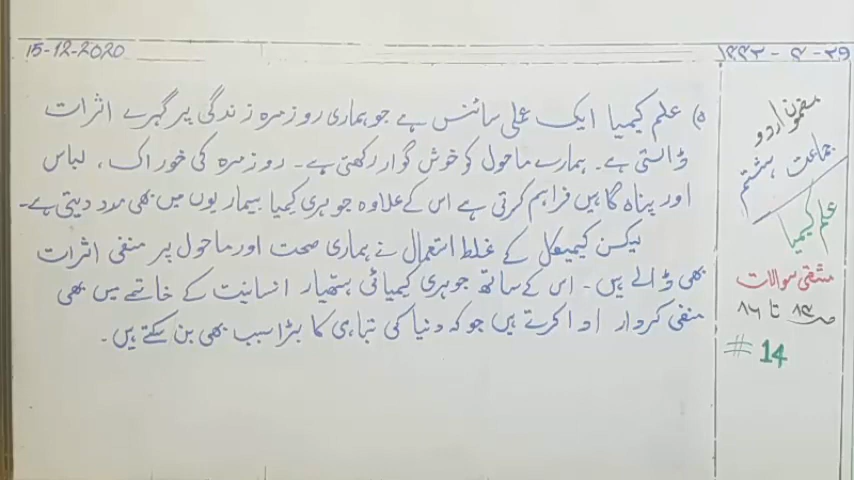 15-12-2020
۲۹ - ۴ - ۱۴۴۲
۵) علم کیمیا ایک عملی سائنس ہے جو ہماری روزمرہ زندگی پر گہرے اثرات
ڈالتی ہے۔ ہمارے ماحول کو خوش گوار رکھتی ہے۔ روزمرہ کی خوراک، لباس
اور پناہ گاہیں فراہم کرتی ہے اس کے علاوہ جوہری کیمیا بیماریوں میں بھی مدد دیتی ہے۔
لیکن کیمیکل کے غلط استعمال نے ہماری صحت اور ماحول پر منفی اثرات
بھی ڈالے ہیں۔ اس کے ساتھ جوہری کیمیائی ہتھیار انسانیت کے خاتمے میں بھی
منفی کردار ادا کرتے ہیں جو کہ دنیا کی تباہی کا بڑا سبب بھی بن سکتے ہیں۔
مضمون اردو
جماعت ہشتم
علم کیمیا
مشقی سوالات
تا ۸۶
# 14